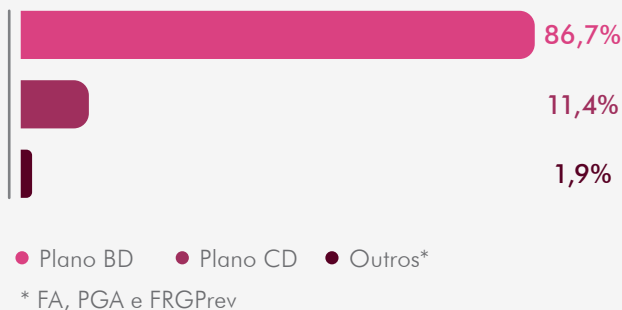 86,7%
11,4%
1,9%
Plano BD Plano CD Outros*
* FA, PGA e FRGPrev